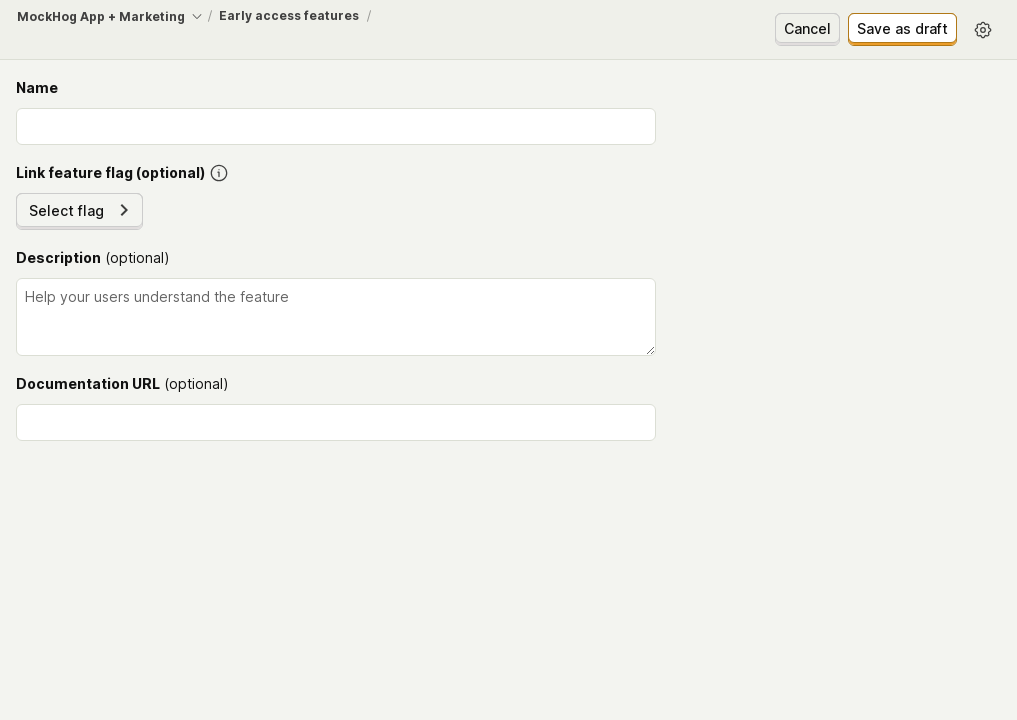 MockHog App + Marketing / Early access features /
Cancel
Save as draft
Name
Link feature flag (optional)
Select flag
Description (optional)
Help your users understand the feature
Documentation URL (optional)